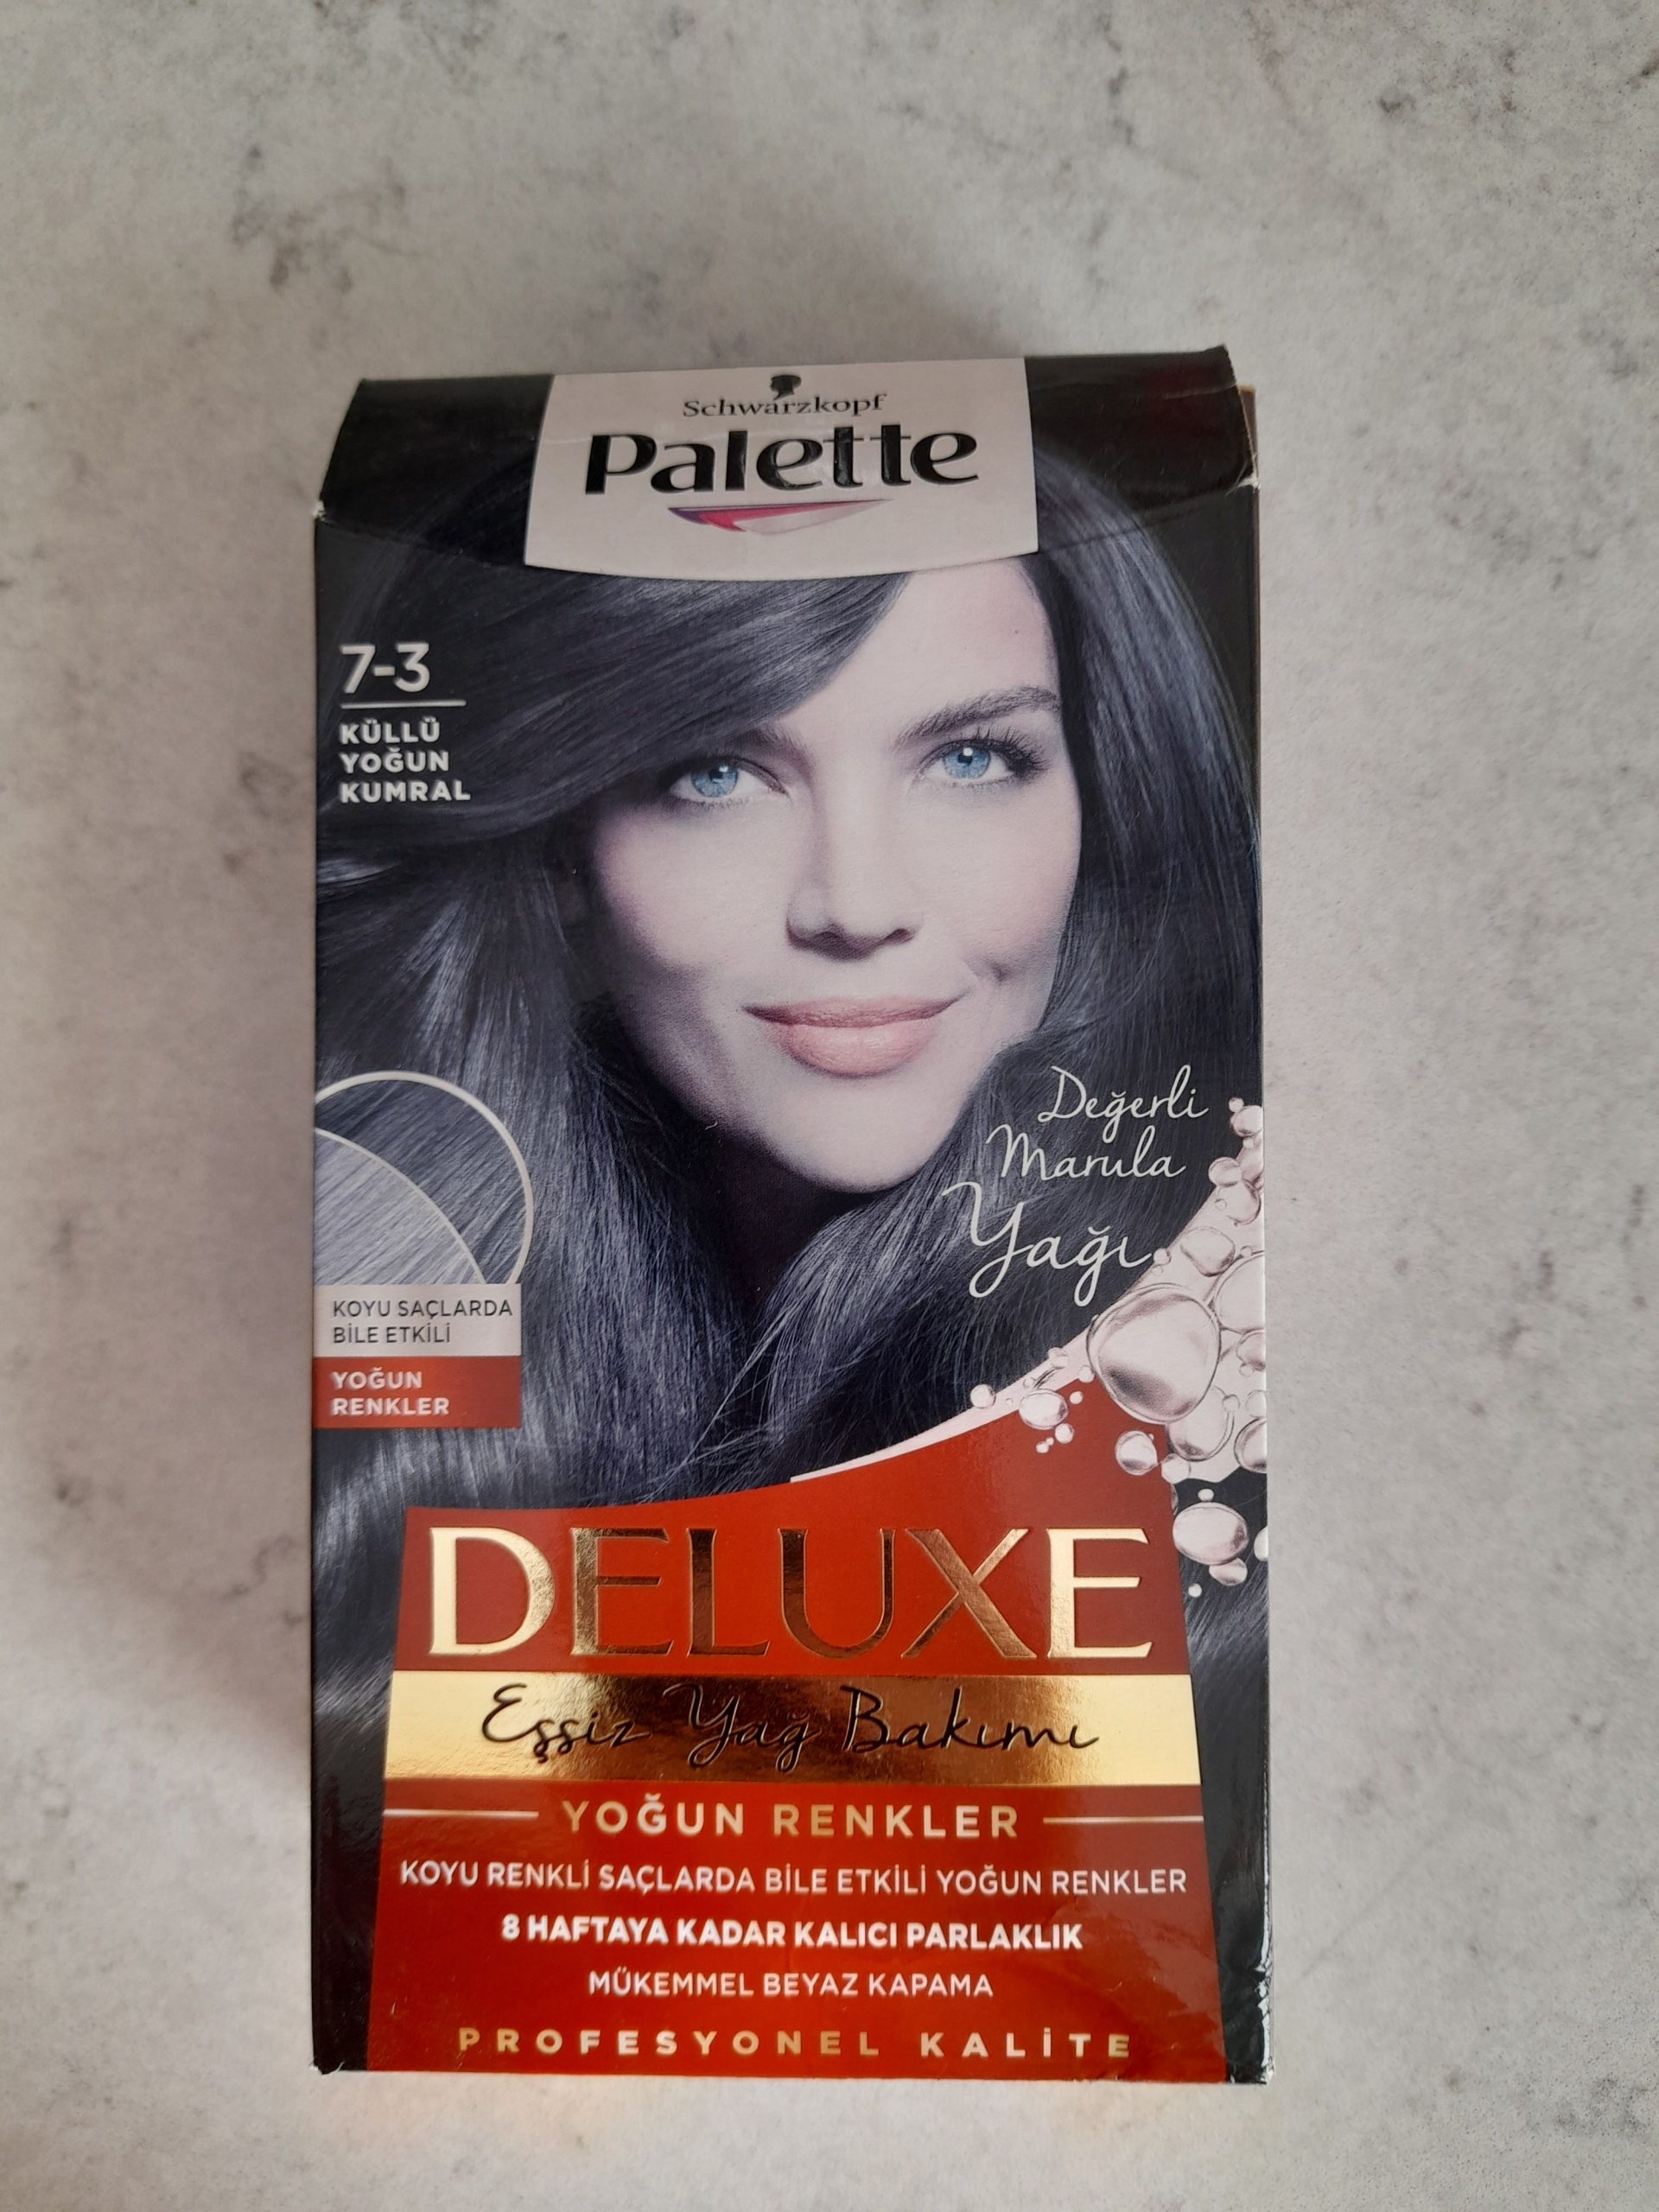 Schwarzkopf
Palette
7-3
KÜLLÜ
YOĞUN
KUMRAL
Değerli
Marula
Yağı
KOYU SAÇLARDA
BİLE ETKİLİ
YOĞUN
RENKLER
DELUXE
Eşsiz Yağ Bakımı
YOĞUN RENKLER
KOYU RENKLİ SAÇLARDA BİLE ETKİLİ YOĞUN RENKLER
8 HAFTAYA KADAR KALICI PARLAKLIK
MÜKEMMEL BEYAZ KAPAMA
PROFESYONEL KALİTE